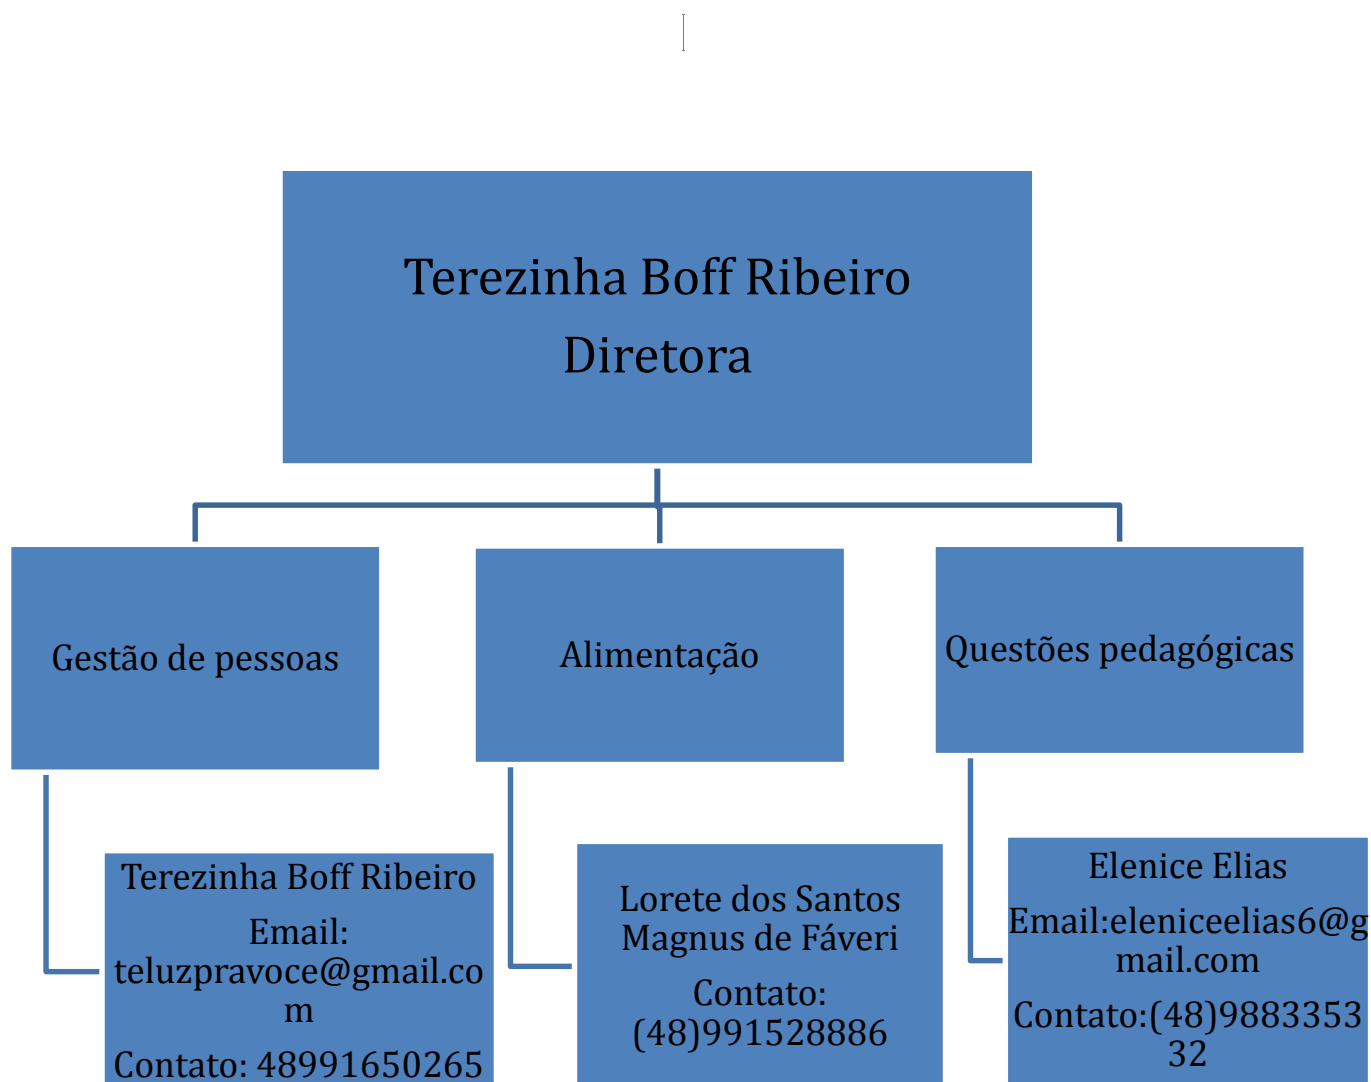 Terezinha Boff Ribeiro
Diretora
Gestão de pessoas
Alimentação
Questões pedagógicas
Terezinha Boff Ribeiro
Email:
teluzpravoce@gmail.co
m
Contato: 48991650265
Lorete dos Santos
Magnus de Fáveri
Contato:
(48)991528886
Elenice Elias
Email:eleniceelias6@g
mail.com
Contato:(48)9883353
32